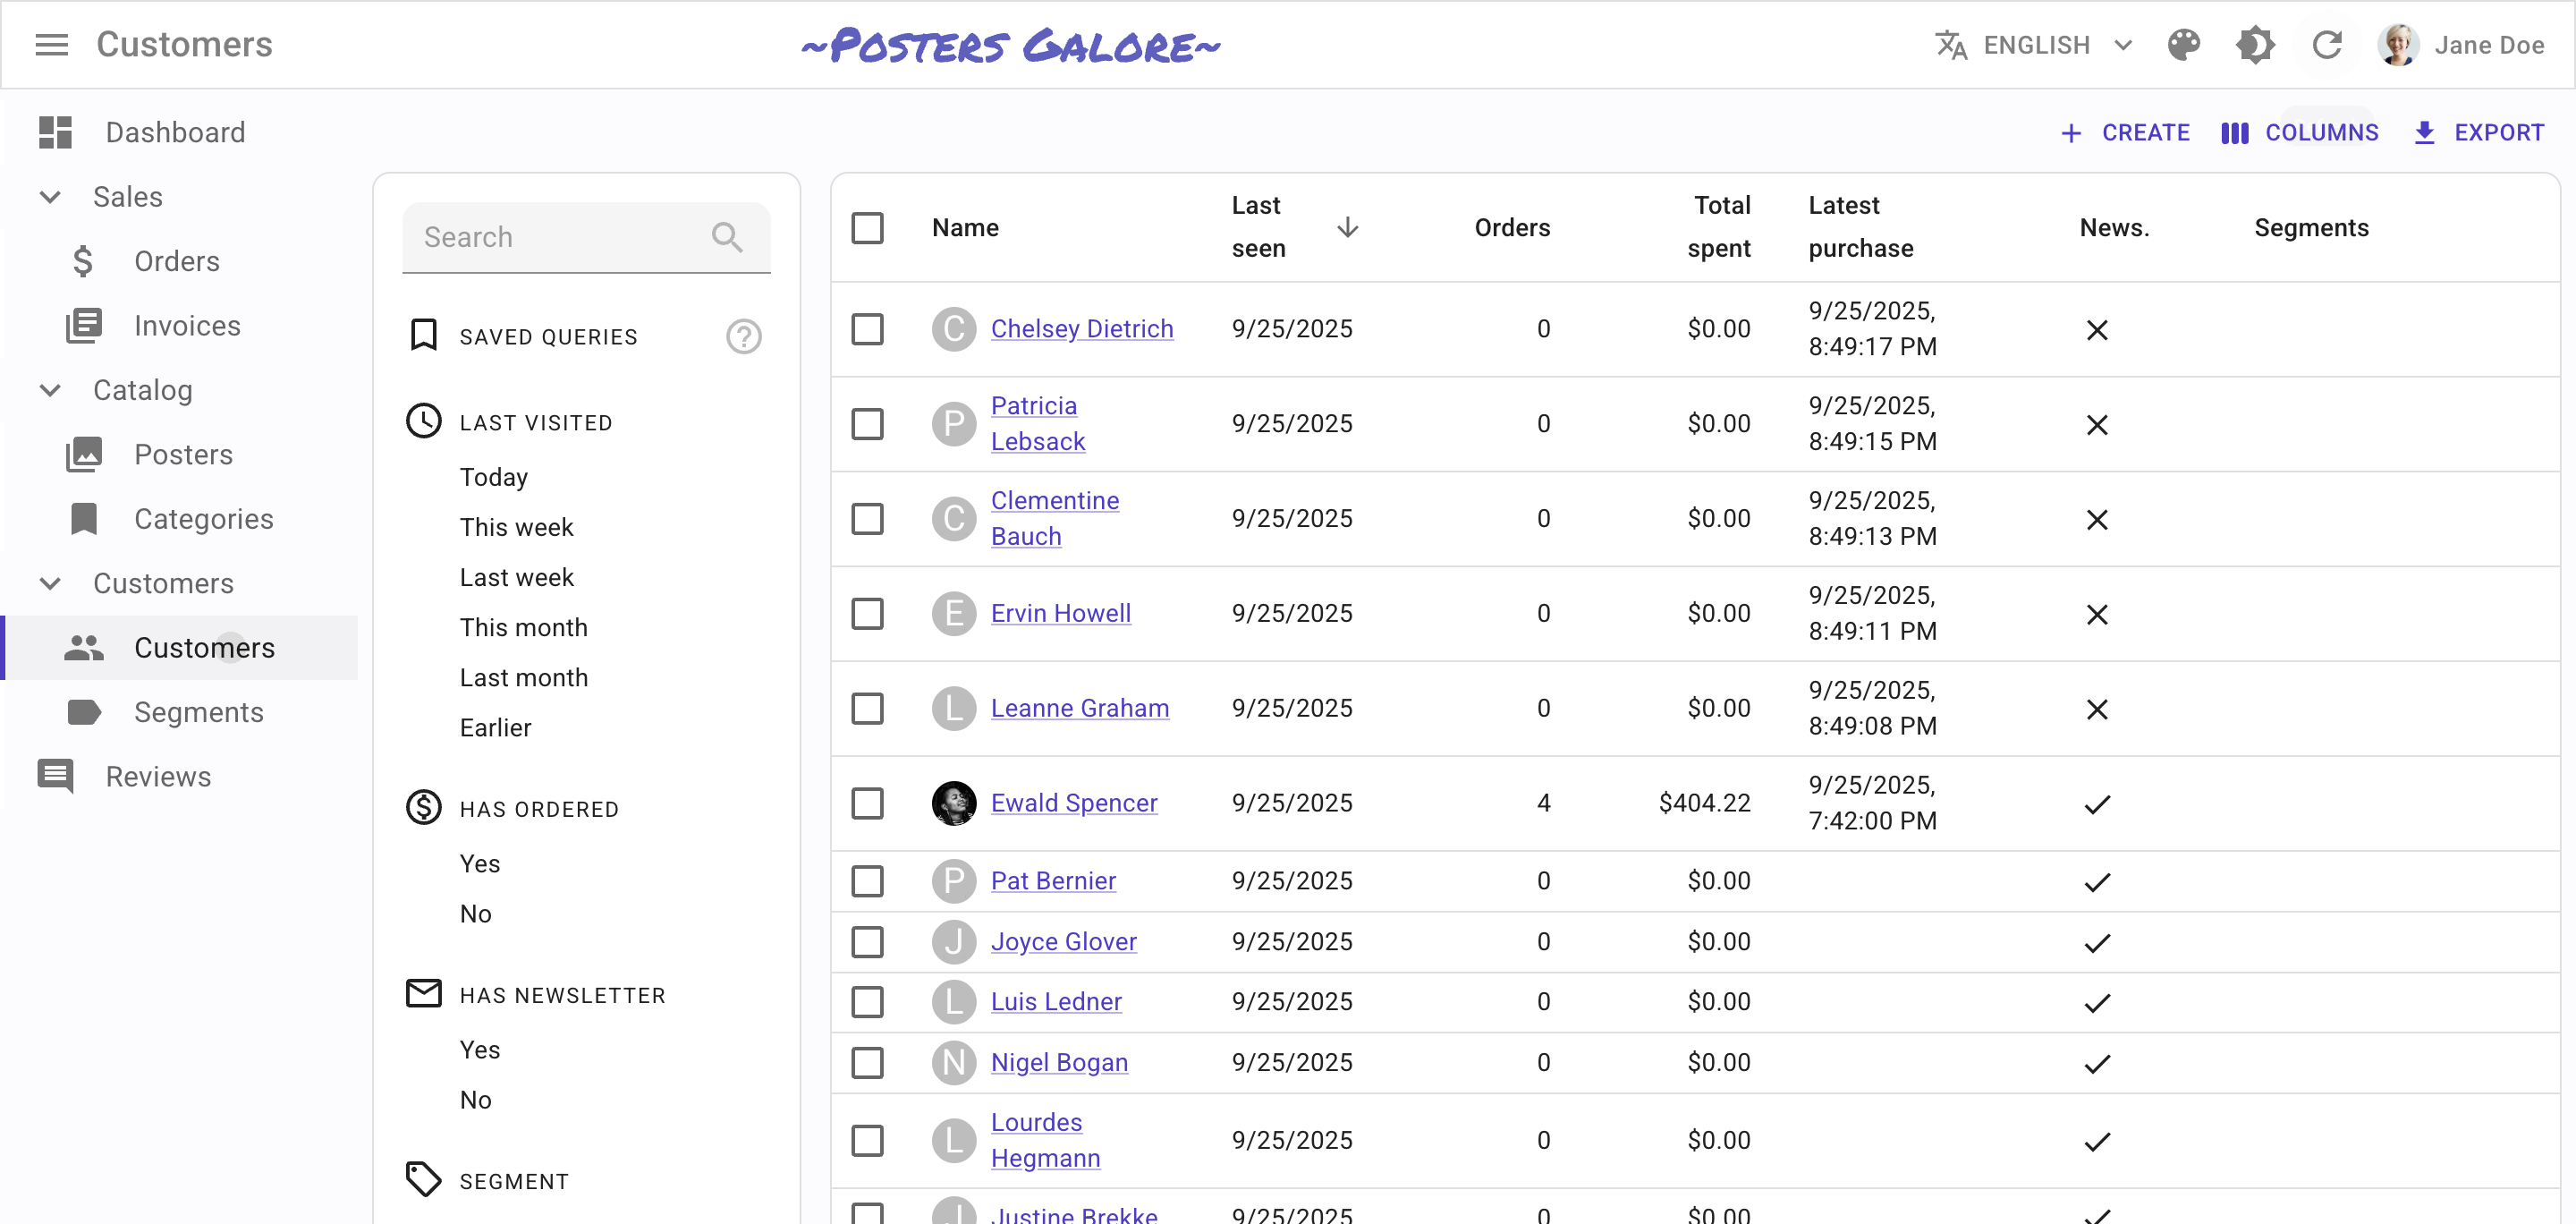 Customers
~Posters Galore~
ENGLISH
Jane Doe
Dashboard
Sales
Orders
Invoices
Catalog
Posters
Categories
Customers
Customers
Segments
Reviews
CREATE
COLUMNS
EXPORT
Search
SAVED QUERIES
?
LAST VISITED
Today
This week
Last week
This month
Last month
Earlier
HAS ORDERED
Yes
No
HAS NEWSLETTER
Yes
No
SEGMENT
Name
Last
seen
Orders
Total
spent
Latest
purchase
News.
Segments
C
Chelsey Dietrich
9/25/2025
0
$0.00
9/25/2025,
8:49:17 PM
P
Patricia
Lebsack
9/25/2025
0
$0.00
9/25/2025,
8:49:15 PM
C
Clementine
Bauch
9/25/2025
0
$0.00
9/25/2025,
8:49:13 PM
E
Ervin Howell
9/25/2025
0
$0.00
9/25/2025,
8:49:11 PM
L
Leanne Graham
9/25/2025
0
$0.00
9/25/2025,
8:49:08 PM
Ewald Spencer
9/25/2025
4
$404.22
9/25/2025,
7:42:00 PM
P
Pat Bernier
9/25/2025
0
$0.00
J
Joyce Glover
9/25/2025
0
$0.00
L
Luis Ledner
9/25/2025
0
$0.00
N
Nigel Bogan
9/25/2025
0
$0.00
L
Lourdes
Hegmann
9/25/2025
0
$0.00
J
Justine Brekke
9/25/2025
0
$0.00